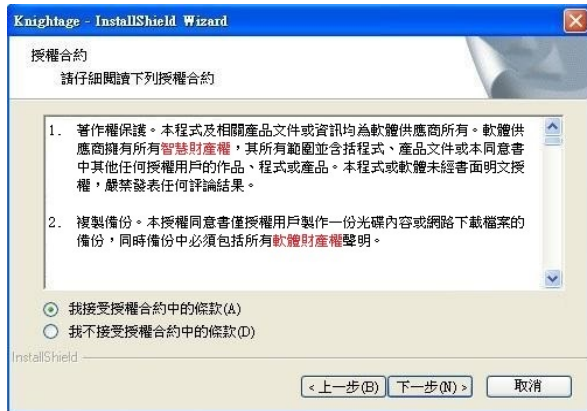 Knightage - InstallShield Wizard
授權合約
請仔細閱讀下列授權合約
1. 著作權保護。本程式及相關產品文件或資訊均為軟體供應商所有。軟體供
應商擁有所有智慧財產權，其所有範圍並含括程式、產品文件或本同意書
中其他任何授權用戶的作品、程式或產品。本程式或軟體未經書面明文授
權，嚴禁發表任何評論結果。
2. 複製備份。本授權同意書僅授權用戶製作一份光碟內容或網路下載檔案的
備份，同時備份中必須包括所有軟體財產權聲明。
我接受授權合約中的條款(A)
我不接受授權合約中的條款(D)
InstallShield
<上一步(B) 下一步(N)> 取消